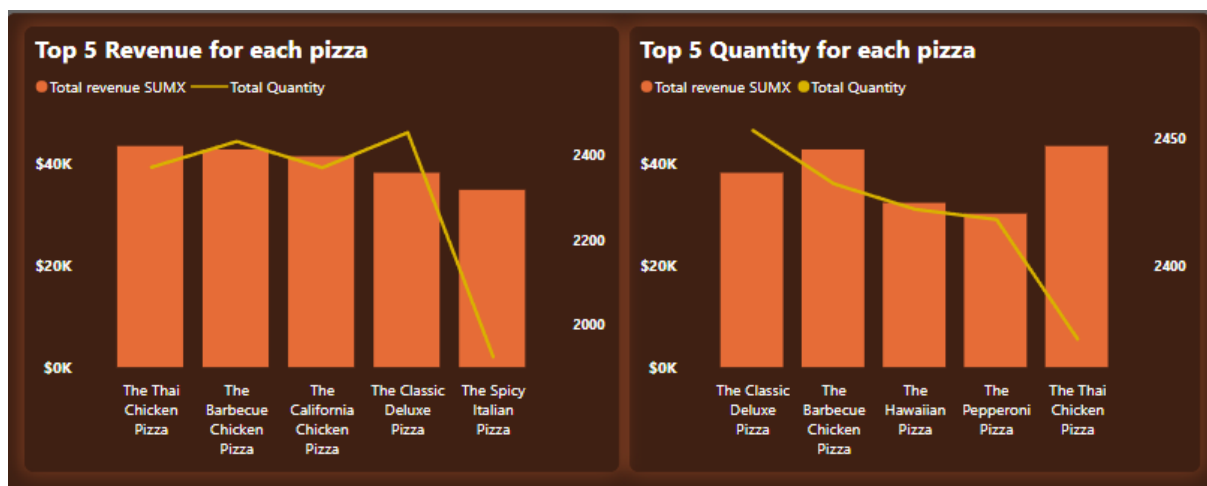 Top 5 Revenue for each pizza
Total revenue SUMX Total Quantity
$40K
$20K
$0K
2400
2200
2000
The Thai
Chicken
Pizza
The
Barbecue
Chicken
Pizza
The
California
Chicken
Pizza
The Classic
Deluxe
Pizza
The Spicy
Italian
Pizza
Top 5 Quantity for each pizza
Total revenue SUMX Total Quantity
$40K
$20K
$0K
2450
2400
The Classic
Deluxe
Pizza
The
Barbecue
Chicken
Pizza
The
Hawaiian
Pizza
The
Pepperoni
Pizza
The Thai
Chicken
Pizza